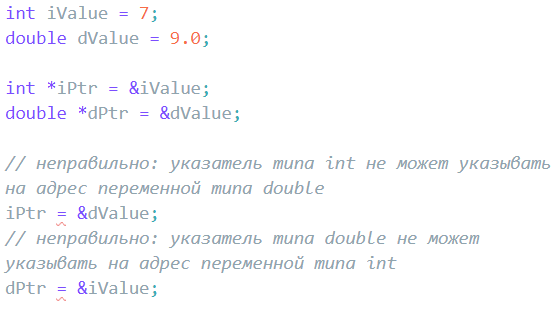 int iValue = 7;
double dValue = 9.0;
int *iPtr = &iValue;
double *dPtr = &dValue;
// неправильно: указатель типа int не может указывать
на адрес переменной типа double
iPtr = &dValue;
// неправильно: указатель типа double не может
указывать на адрес переменной типа int
dPtr = &iValue;